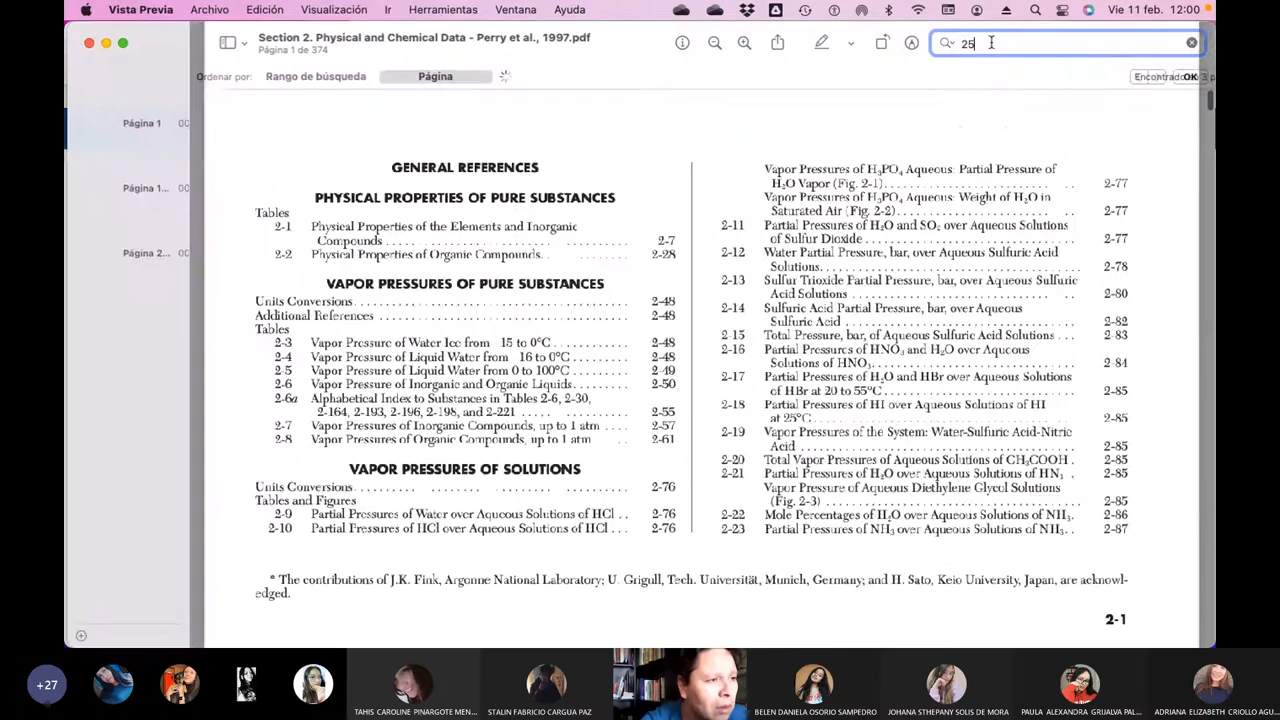 Vista Previa Archivo Edición Visualización Ir Herramientas Ventana Ayuda
Vie 11 feb. 12:00
Section 2. Physical and Chemical Data - Perry et al., 1997.pdf
Página 1 de 374
25
Ordenar por: Rango de búsqueda Página
OK
Página 1
Página 1...
Página 2...
GENERAL REFERENCES
PHYSICAL PROPERTIES OF PURE SUBSTANCES
Tables
2-1 Physical Properties of the Elements and Inorganic
Compounds 2-7
2-2 Physical Properties of Organic Compounds. 2-28
VAPOR PRESSURES OF PURE SUBSTANCES
Units Conversions 2-48
Additional References 2-48
Tables
2-3 Vapor Pressure of Water Ice from 15 to 0°C 2-48
2-4 Vapor Pressure of Liquid Water from 16 to 0°C 2-48
2-5 Vapor Pressure of Liquid Water from 0 to 100°C 2-49
2-6 Vapor Pressure of Inorganic and Organic Liquids 2-50
2-6a Alphabetical Index to Substances in Tables 2-6, 2-30,
2-164, 2-193, 2-196, 2-198, and 2-221 2-55
2-7 Vapor Pressures of Inorganic Compounds, up to 1 atm 2-57
2-8 Vapor Pressures of Organic Compounds, up to 1 atm 2-61
VAPOR PRESSURES OF SOLUTIONS
Units Conversions 2-76
Tables and Figures
2-9 Partial Pressures of Water over Aqueous Solutions of HCl 2-76
2-10 Partial Pressures of HCl over Aqueous Solutions of HCl 2-76
Vapor Pressures of H₃PO₄ Aqueous: Partial Pressure of
H₂O Vapor (Fig. 2-1) 2-77
Vapor Pressures of H₃PO₄ Aqueous: Weight of H₂O in
Saturated Air (Fig. 2-2) 2-77
2-11 Partial Pressures of H₂O and SO₂ over Aqueous Solutions
of Sulfur Dioxide 2-77
2-12 Water Partial Pressure, bar, over Aqueous Sulfuric Acid
Solutions. 2-78
2-13 Sulfur Trioxide Partial Pressure, bar, over Aqueous Sulfuric
Acid Solutions 2-80
2-14 Sulfuric Acid Partial Pressure, bar, over Aqueous
Sulfuric Acid 2-82
2-15 Total Pressure, bar, of Aqueous Sulfuric Acid Solutions 2-83
2-16 Partial Pressures of HNO₃ and H₂O over Aqueous
Solutions of HNO₃ 2-84
2-17 Partial Pressures of H₂O and HBr over Aqueous Solutions
of HBr at 20 to 55°C 2-85
2-18 Partial Pressures of HI over Aqueous Solutions of HI
at 25°C 2-85
2-19 Vapor Pressures of the System: Water-Sulfuric Acid-Nitric
Acid 2-85
2-20 Total Vapor Pressures of Aqueous Solutions of CH₃COOH 2-85
2-21 Partial Pressures of H₂O over Aqueous Solutions of 2-85
Vapor Pressure of Aqueous Diethylene Glycol Solutions
(Fig. 2-3) 2-85
2-22 Mole Percentages of H₂O over Aqueous Solutions of NH₃ 2-86
2-23 Partial Pressures of NH₃ over Aqueous Solutions of NH₃ 2-87
* The contributions of J.K. Fink, Argonne National Laboratory; U. Grigull, Tech. Universität, Munich, Germany; and H. Sato, Keio University, Japan, are acknowl-
edged.
2-1
+27
TAHIS CAROLINE PINARGOTE MEN...
STALIN FABRICIO CARGUA PAZ
BELEN DANIELA OSORIO SAMPEDRO
JOHANA STHEPANY SOLIS DE MORA
PAULA ALEXANDRA GRIJALVA PAL...
ADRIANA ELIZABETH CRIOLLO AGU...